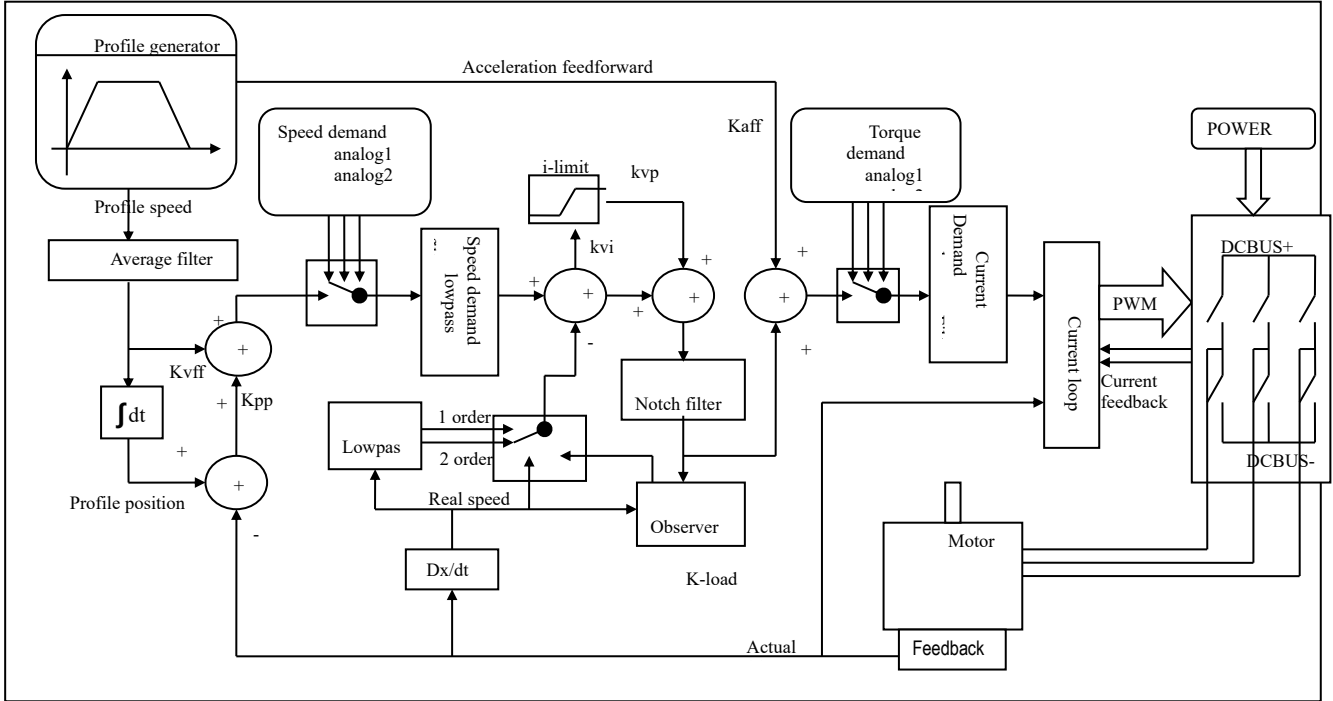 Profile generator
Acceleration feedforward
Kaff
Speed demand
analog1
analog2
Torque
demand
analog1
POWER
i-limit
kvp
kvi
Profile speed
Average filter
Speed demand
lowpass
Current
Demand
Current loop
PWM
DCBUS+
Current
feedback
DCBUS-
+
+
+
+
+
+
+
+
+
-
Kvff
+
+
+
Kpp
∫dt
+
+
-
Profile position
Lowpas
1 order
2 order
Notch filter
Real speed
Observer
K-load
Dx/dt
Motor
Actual
Feedback